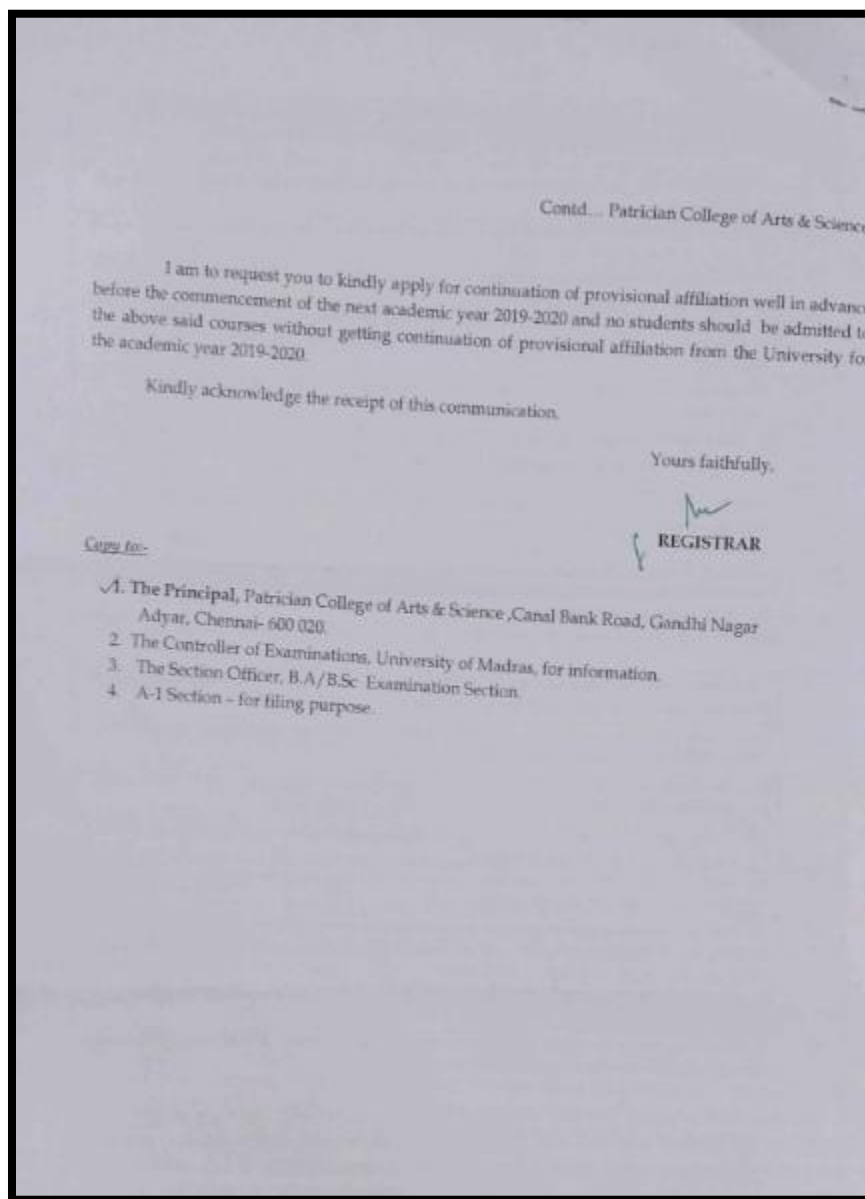 Contd... Patrician College of Arts & Science
I am to request you to kindly apply for continuation of provisional affiliation well in advanc
before the commencement of the next academic year 2019-2020 and no students should be admitted to
the above said courses without getting continuation of provisional affiliation from the University for
the academic year 2019-2020.
Kindly acknowledge the receipt of this communication.
Yours faithfully,
REGISTRAR
Copy to:-
1. The Principal, Patrician College of Arts & Science ,Canal Bank Road, Gandhi Nagar
Adyar, Chennai- 600 020.
2. The Controller of Examinations, University of Madras, for information.
3. The Section Officer, B.A/B.Sc Examination Section.
4. A-1 Section – for filing purpose.